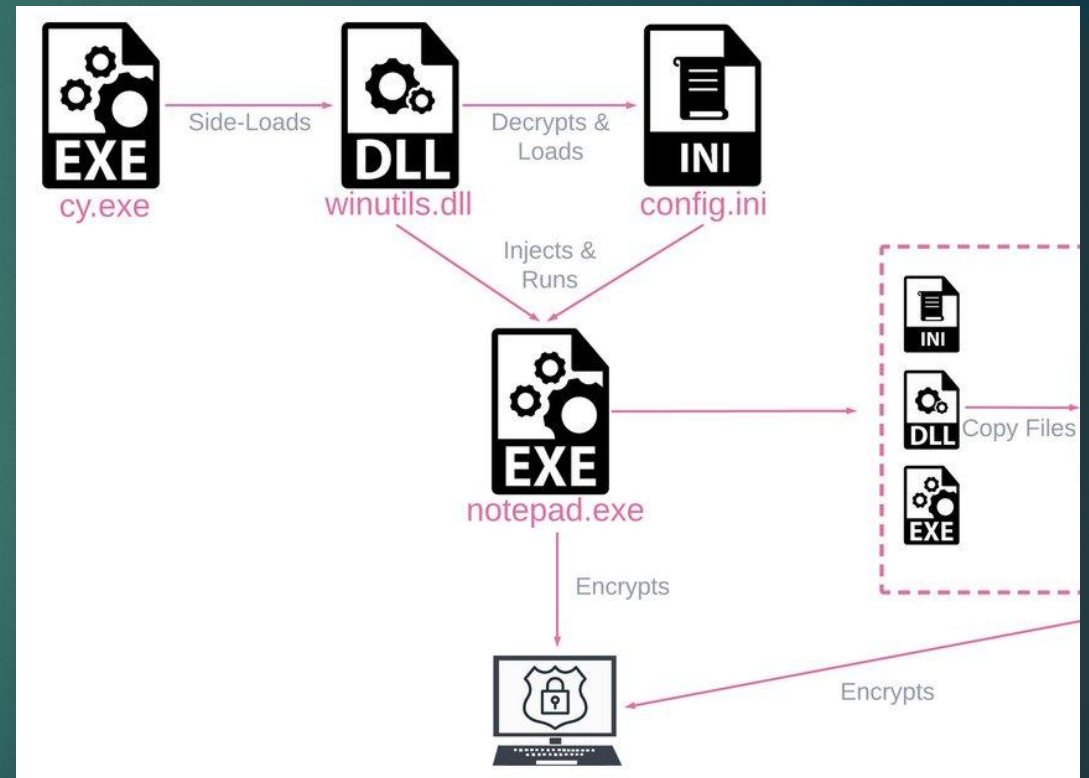 EXE
cy.exe
Side-Loads
DLL
winutils.dll
Decrypts &
Loads
INI
config.ini
Injects &
Runs
EXE
notepad.exe
INI
DLL
EXE
Copy Files
Encrypts
Encrypts